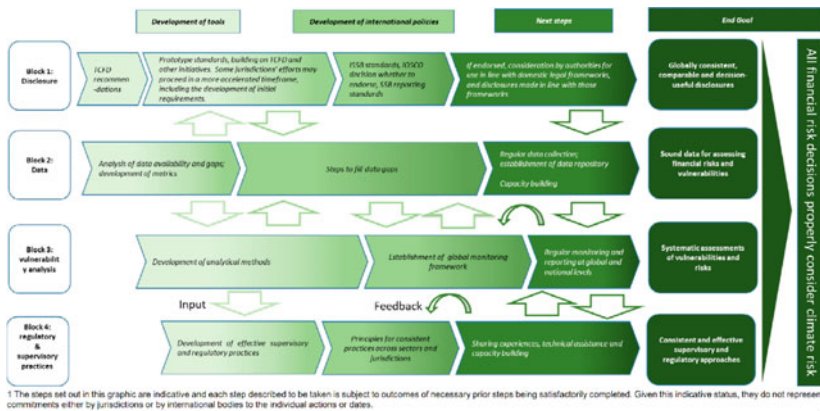 Development of tools
Development of international policies
Next steps
End Goal
Block 1:
Disclosure
TCFD
recommen
-dations
Prototype standards, building on TCFD and
other initiatives. Some jurisdictions' efforts may
proceed in a more accelerated timeframe,
including the development of initial
requirements.
ISSB standards, IOSCO
decision whether to
endorse, SSB reporting
standards
If endorsed, consideration by authorities for
use in line with domestic legal frameworks,
and disclosures made in line with those
frameworks
Globally consistent,
comparable and decision-
useful disclosures
Block 2:
Data
Analysis of data availability and gaps;
development of metrics
Steps to fill data gaps
Regular data collection;
establishment of data repository
Capacity building
Sound data for assessing
financial risks and
vulnerabilities
Block 3:
vulnerabili
ty analysis
Development of analytical methods
Establishment of global monitoring
framework
Regular monitoring and
reporting at global and
national levels
Systematic assessments
of vulnerabilities and
risks
Input
Feedback
Block 4:
regulatory
&
supervisory
practices
Development of effective supervisory
and regulatory practices
Principles for consistent
practices across sectors and
jurisdictions
Sharing experiences, technical assistance and
capacity building
Consistent and effective
supervisory and
regulatory approaches
All financial risk decisions properly consider climate risk
1 The steps set out in this graphic are indicative and each step described to be taken is subject to outcomes of necessary prior steps being satisfactorily completed. Given this indicative status, they do not represent
commitments either by jurisdictions or by international bodies to the individual actions or dates.